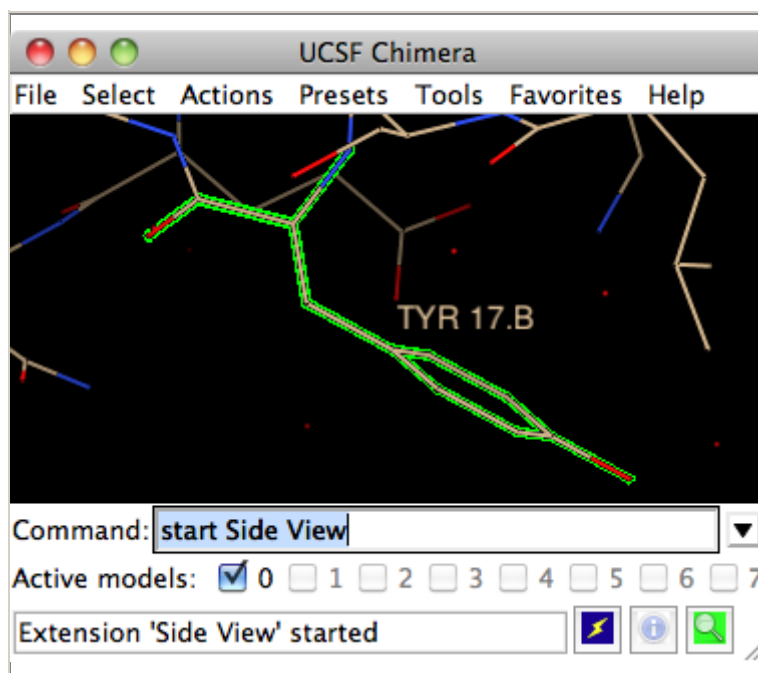 UCSF Chimera
File Select Actions Presets Tools Favorites Help
TYR 17.B
Command: start Side View
Active models: 0 1 2 3 4 5 6 7
Extension 'Side View' started